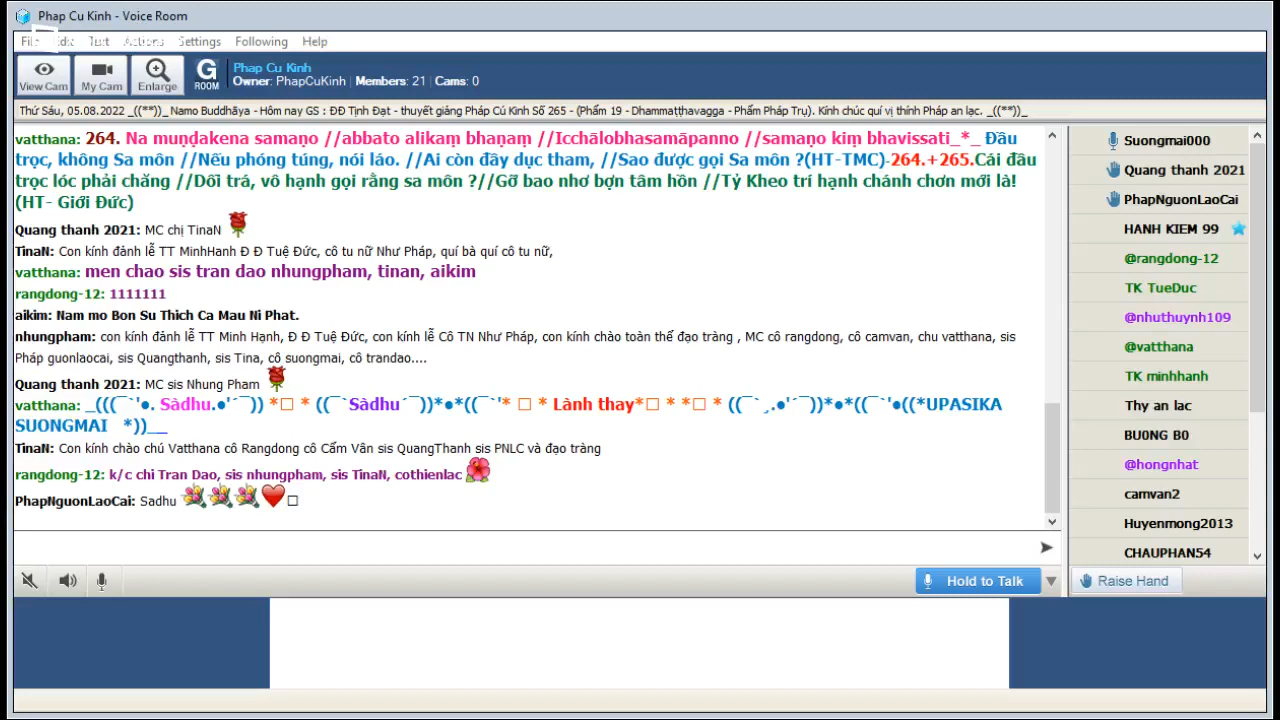 Phap Cu Kinh - Voice Room
Settings Following Help
View Cam My Cam Enlarge G ROOM Phap Cu Kinh
Owner: PhapCuKinh | Members: 21 | Cams: 0
Thứ Sáu, 05.08.2022 _((**))_ Namo Buddhāya - Hôm nay GS : ĐĐ Tịnh Đạt - thuyết giảng Pháp Cú Kinh Số 265 - (Phẩm 19 - Dhammaṭṭhavagga - Phẩm Pháp Trụ). Kính chúc quí vị thính Pháp an lạc. _((**))_
vatthana: 264. Na muṇḍakena samaṇo //abbato alikaṃ bhaṇaṃ //Icchālobhasamāpanno //samaṇo kiṃ bhavissati_*_ Đầu
trọc, không Sa môn //Nếu phóng túng, nói láo. //Ai còn đầy dục tham, //Sao được gọi Sa môn ?(HT-TMC)-264.+265.Cái đầu
trọc lóc phải chăng //Dối trá, vô hạnh gọi rằng sa môn ?//Gỡ bao nhơ bợn tâm hồn //Tỷ Kheo trí hạnh chánh chơn mới là!
(HT- Giới Đức)
Quang thanh 2021: MC chị TinaN
TinaN: Con kính đảnh lễ TT MinhHanh Đ Đ Tuệ Đức, cô tu nữ Như Pháp, quí bà quí cô tu nữ,
vatthana: men chao sis tran dao nhungpham, tinan, aikim
rangdong-12: 1111111
aikim: Nam mo Bon Su Thich Ca Mau Ni Phat.
nhungpham: con kính đảnh lễ TT Minh Hạnh, Đ Đ Tuệ Đức, con kính lễ Cô TN Như Pháp, con kính chào toàn thể đạo tràng , MC cô rangdong, cô camvan, chu vatthana, sis
Pháp guonlaocai, sis Quangthanh, sis Tina, cô suongmai, cô trandao....
Quang thanh 2021: MC sis Nhung Pham
vatthana: _(((¯`'●. Sàdhu.●'´¯)) *□ * ((¯`Sàdhu´¯))*●*((¯`'* □ * Lành thay*□ * *□ * ((¯`¸.●'´¯))*●*((¯`'●((*UPASIKA
SUONGMAI *))__
TinaN: Con kính chào chú Vatthana cô Rangdong cô Cẩm Vân sis QuangThanh sis PNLC và đạo tràng
rangdong-12: k/c chi Tran Dao, sis nhungpham, sis TinaN, cothienlac
PhapNguonLaoCai: Sadhu
Hold to Talk
Suongmai000
Quang thanh 2021
PhapNguonLaoCai
HANH KIEM 99
@rangdong-12
TK TueDuc
@nhuthuynh109
@vatthana
TK minhhanh
Thy an lac
BU0NG B0
@hongnhat
camvan2
Huyenmong2013
CHAUPHAN54
Raise Hand